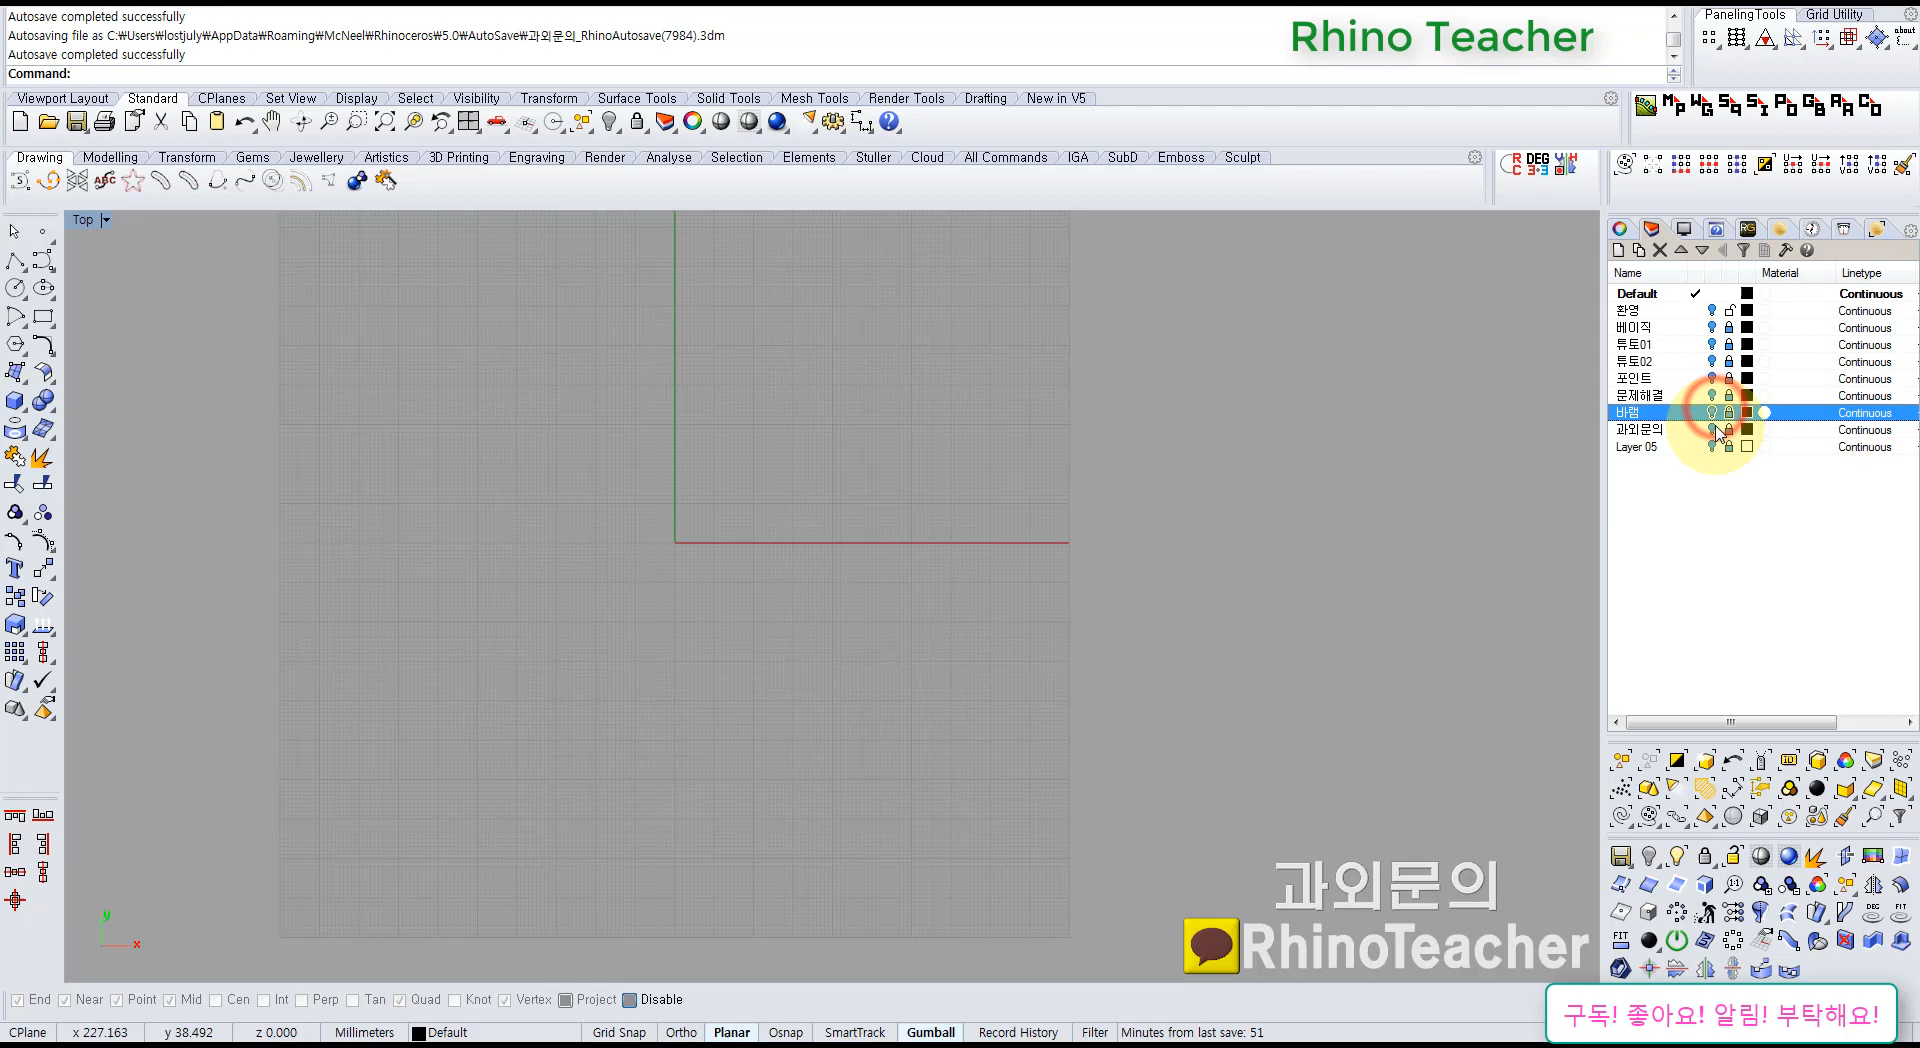 Autosave completed successfully
Autosaving file as C:₩Users₩lostjuly₩AppData₩Roaming₩McNeel₩Rhinoceros₩5.0₩AutoSave₩과외문의_RhinoAutosave(7984).3dm
Autosave completed successfully
Command:
Rhino Teacher
PanelingTools Grid Utility
about
Viewport Layout Standard CPlanes Set View Display Select Visibility Transform Surface Tools Solid Tools Mesh Tools Render Tools Drafting New in V5
Drawing Modelling Transform Gems Jewellery Artistics 3D Printing Engraving Render Analyse Selection Elements Stuller Cloud All Commands IGA SubD Emboss Sculpt
Top
Name Material Linetype
Default Continuous
환영 Continuous
베이직 Continuous
튜토01 Continuous
튜토02 Continuous
포인트 Continuous
문제해결 Continuous
바램 Continuous
과외문의 Continuous
Layer 05 Continuous
y
x
과외문의
RhinoTeacher
End Near Point Mid Cen Int Perp Tan Quad Knot Vertex Project Disable
구독! 좋아요! 알림! 부탁해요!
CPlane x 227.163 y 38.492 z 0.000 Millimeters Default Grid Snap Ortho Planar Osnap SmartTrack Gumball Record History Filter Minutes from last save: 51